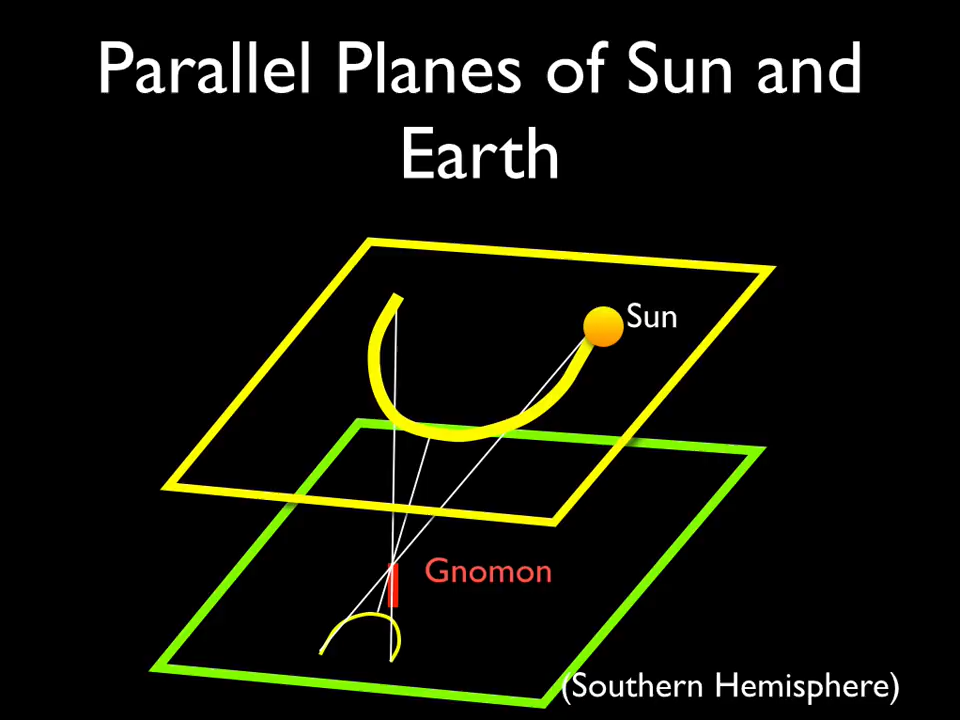 Parallel Planes of Sun and
Earth
Sun
Gnomon
(Southern Hemisphere)